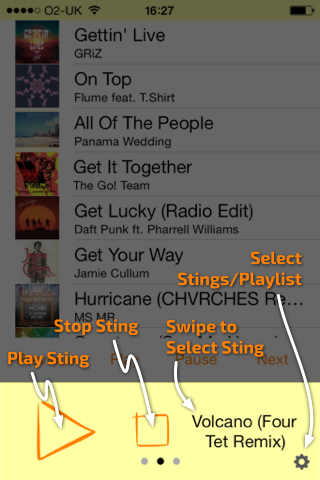 O2-UK 16:27
Gettin' Live
GRiZ
On Top
Flume feat. T.Shirt
All Of The People
Panama Wedding
Get It Together
The Go! Team
Get Lucky (Radio Edit)
Daft Punk ft. Pharrell Williams
Get Your Way
Jamie Cullum
Select
Stings/Playlist
Hurricane (CHVRCHES Re…
MS MR
Stop Sting
Swipe to
Select Sting
Play Sting
Pause Next
Volcano (Four
Tet Remix)